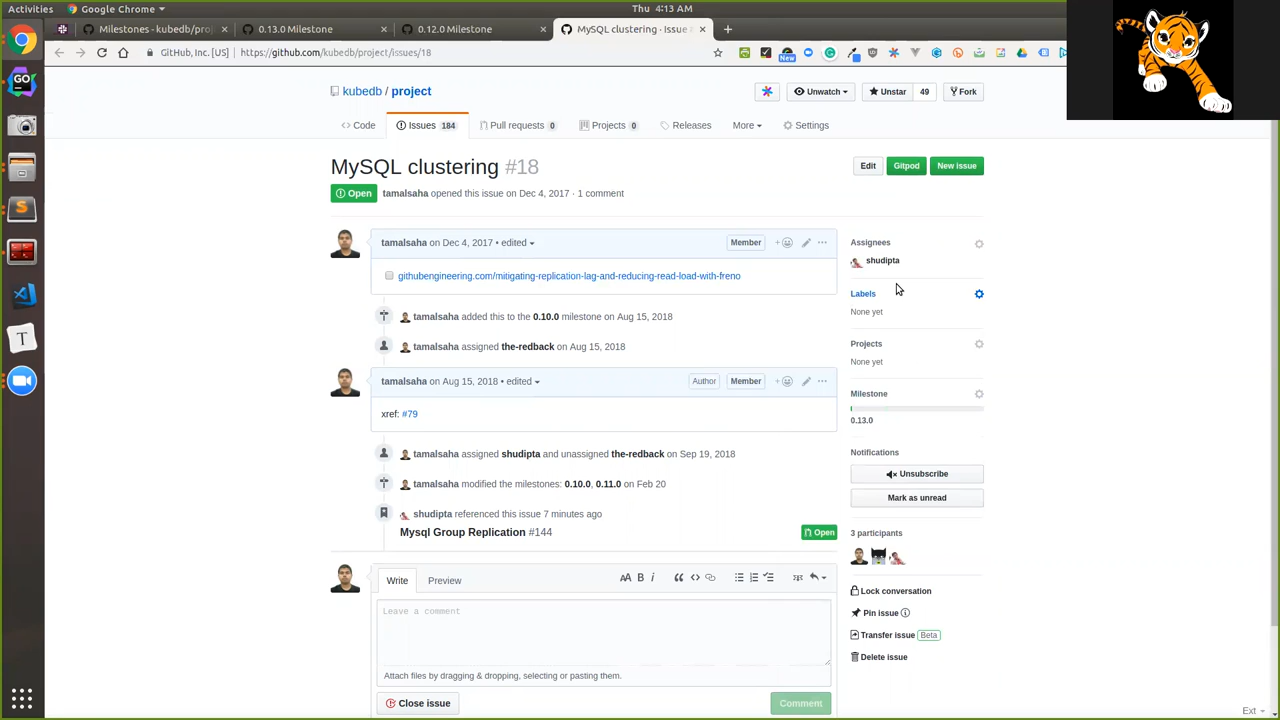 Activities
Google Chrome
Thu 4:13 AM
Milestones - kubedb/proj
0.13.0 Milestone
0.12.0 Milestone
MySQL clustering · Issue
GitHub, Inc. [US]
https://github.com/kubedb/project/issues/18
New
kubedb / project
Unwatch
Unstar
49
Fork
Code
Issues 184
Pull requests 0
Projects 0
Releases
More
Settings
MySQL clustering #18
Edit
Gitpod
New issue
Open
tamalsaha opened this issue on Dec 4, 2017 · 1 comment
tamalsaha on Dec 4, 2017 • edited
Member
githubengineering.com/mitigating-replication-lag-and-reducing-read-load-with-freno
tamalsaha added this to the 0.10.0 milestone on Aug 15, 2018
tamalsaha assigned the-redback on Aug 15, 2018
tamalsaha on Aug 15, 2018 • edited
Author
Member
xref: #79
tamalsaha assigned shudipta and unassigned the-redback on Sep 19, 2018
tamalsaha modified the milestones: 0.10.0, 0.11.0 on Feb 20
shudipta referenced this issue 7 minutes ago
Mysql Group Replication #144
Open
Write
Preview
AA B i
Leave a comment
Attach files by dragging & dropping, selecting or pasting them.
Close issue
Comment
Assignees
shudipta
Labels
None yet
Projects
None yet
Milestone
0.13.0
Notifications
Unsubscribe
Mark as unread
3 participants
Lock conversation
Pin issue
Transfer issue Beta
Delete issue
GO
S
T
Ext